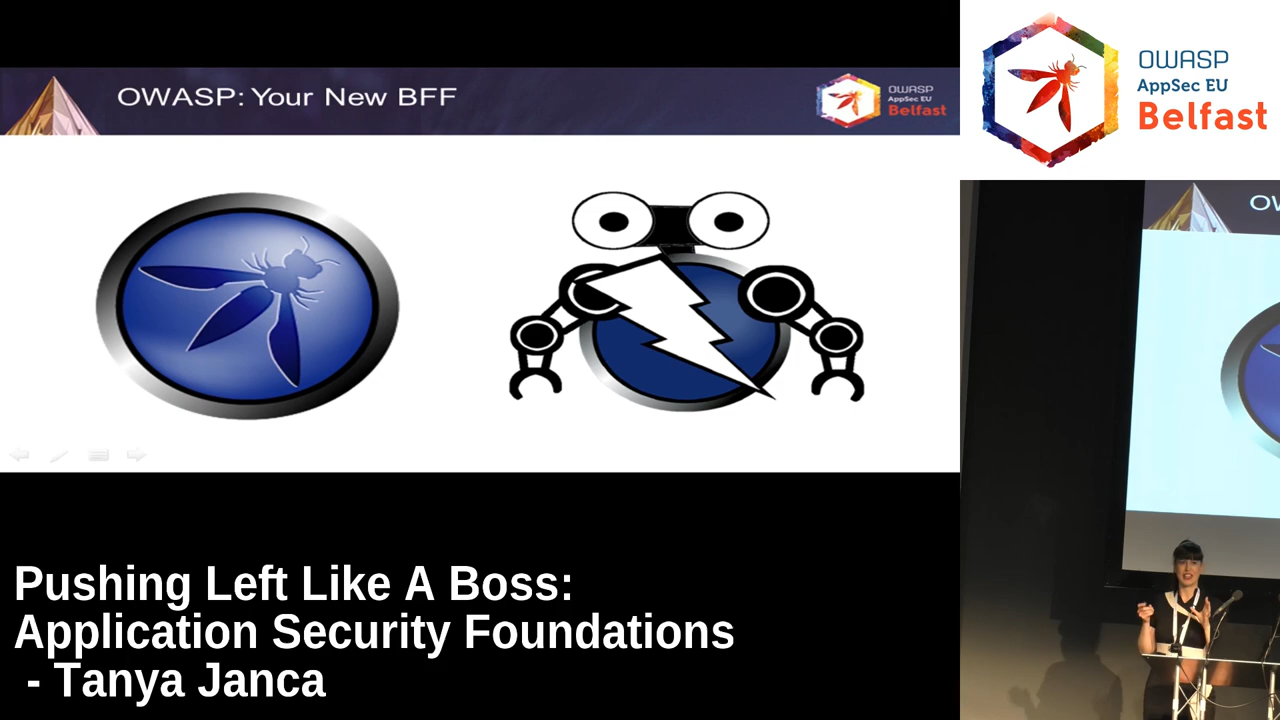 OWASP: Your New BFF
OWASP
AppSec EU
Belfast
OWASP
AppSec EU
Belfast
OW
Pushing Left Like A Boss:
Application Security Foundations
- Tanya Janca